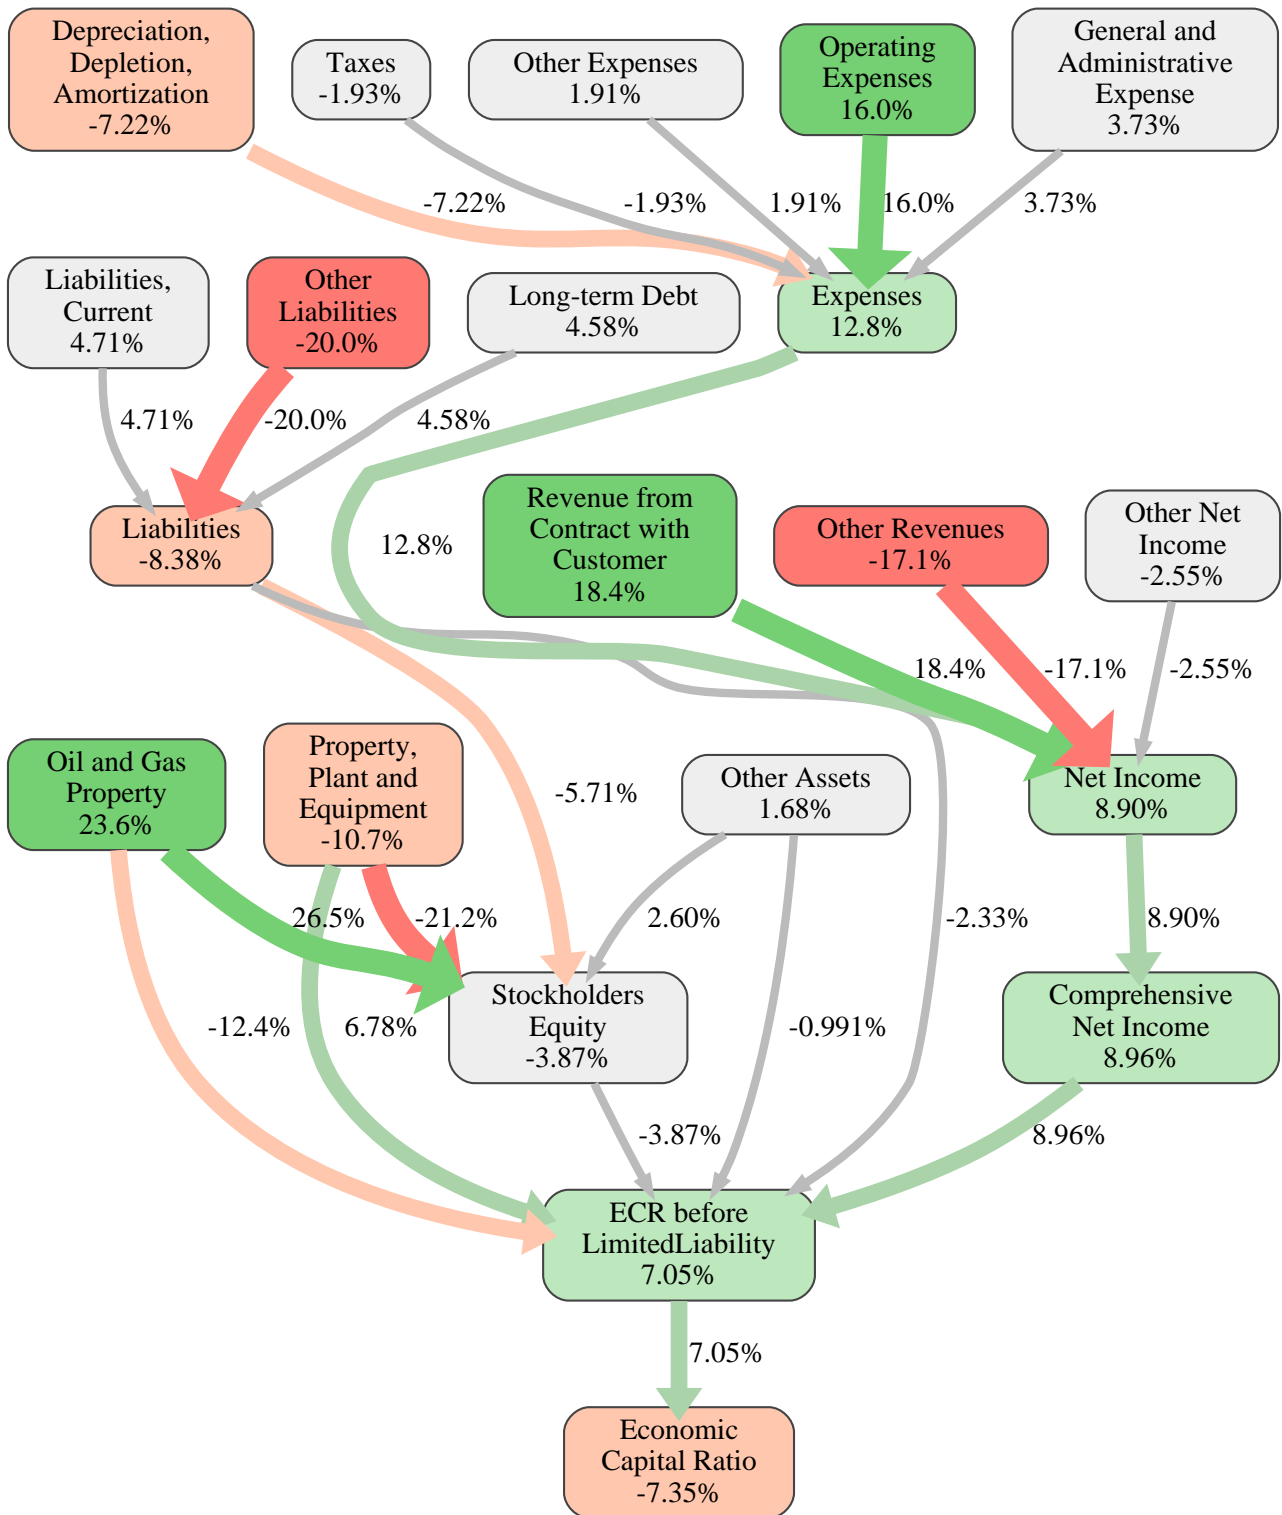 Depreciation,
Depletion,
Amortization
-7.22%
Taxes
-1.93%
Other Expenses
1.91%
Operating
Expenses
16.0%
General and
Administrative
Expense
3.73%
-7.22%
-1.93%
1.91%
16.0%
3.73%
Liabilities,
Current
4.71%
Other
Liabilities
-20.0%
Long-term Debt
4.58%
Expenses
12.8%
4.71%
-20.0%
4.58%
Liabilities
-8.38%
12.8%
Revenue from
Contract with
Customer
18.4%
Other Revenues
-17.1%
Other Net
Income
-2.55%
18.4%
-17.1%
-2.55%
Oil and Gas
Property
23.6%
Property,
Plant and
Equipment
-10.7%
-5.71%
Other Assets
1.68%
Net Income
8.90%
26.5%
-21.2%
2.60%
-2.33%
8.90%
-12.4%
6.78%
Stockholders
Equity
-3.87%
-0.991%
Comprehensive
Net Income
8.96%
-3.87%
8.96%
ECR before
LimitedLiability
7.05%
7.05%
Economic
Capital Ratio
-7.35%